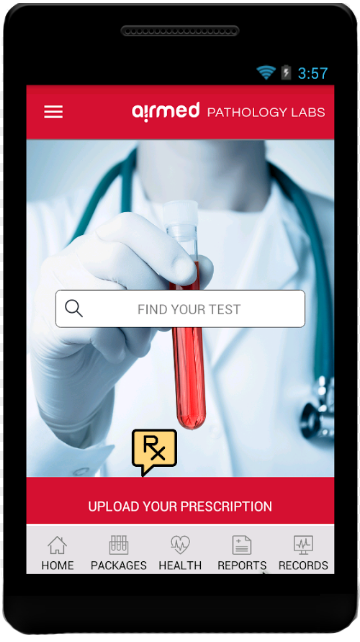 3:57
airmed PATHOLOGY LABS
FIND YOUR TEST
Rx
UPLOAD YOUR PRESCRIPTION
HOME PACKAGES HEALTH REPORTS RECORDS